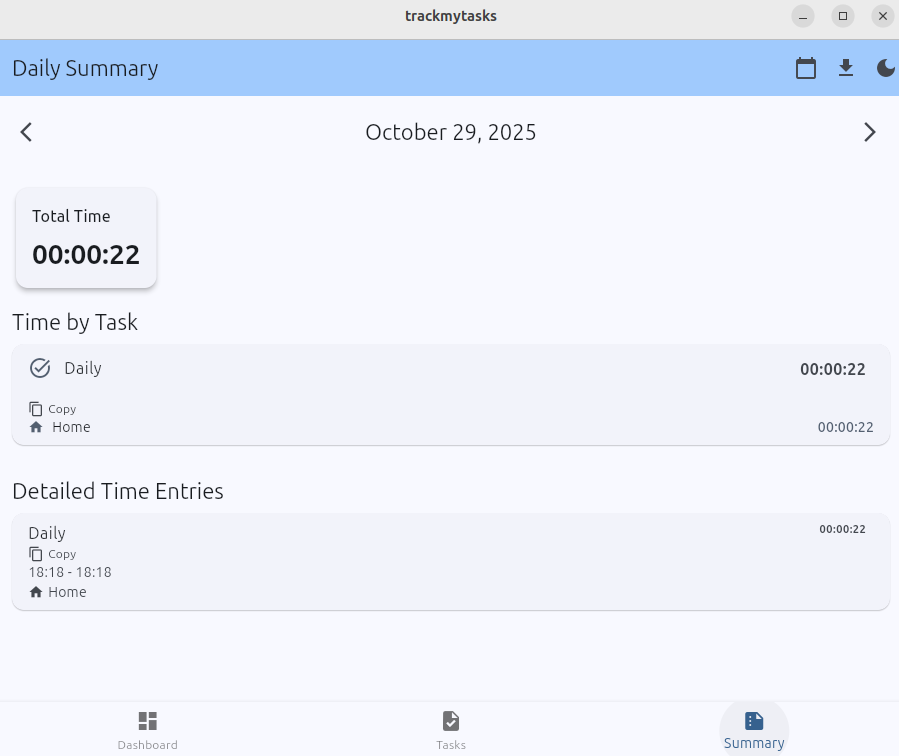 trackmytasks
Daily Summary
October 29, 2025
Total Time
00:00:22
Time by Task
Daily 00:00:22
Copy
Home 00:00:22
Detailed Time Entries
Daily 00:00:22
Copy
18:18 - 18:18
Home
Dashboard Tasks Summary